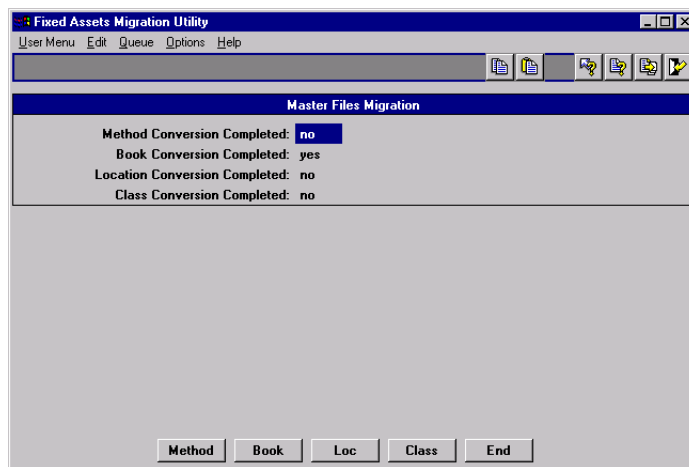 Fixed Assets Migration Utility
User Menu Edit Queue Options Help
Master Files Migration
Method Conversion Completed: no
Book Conversion Completed: yes
Location Conversion Completed: no
Class Conversion Completed: no
Method Book Loc Class End